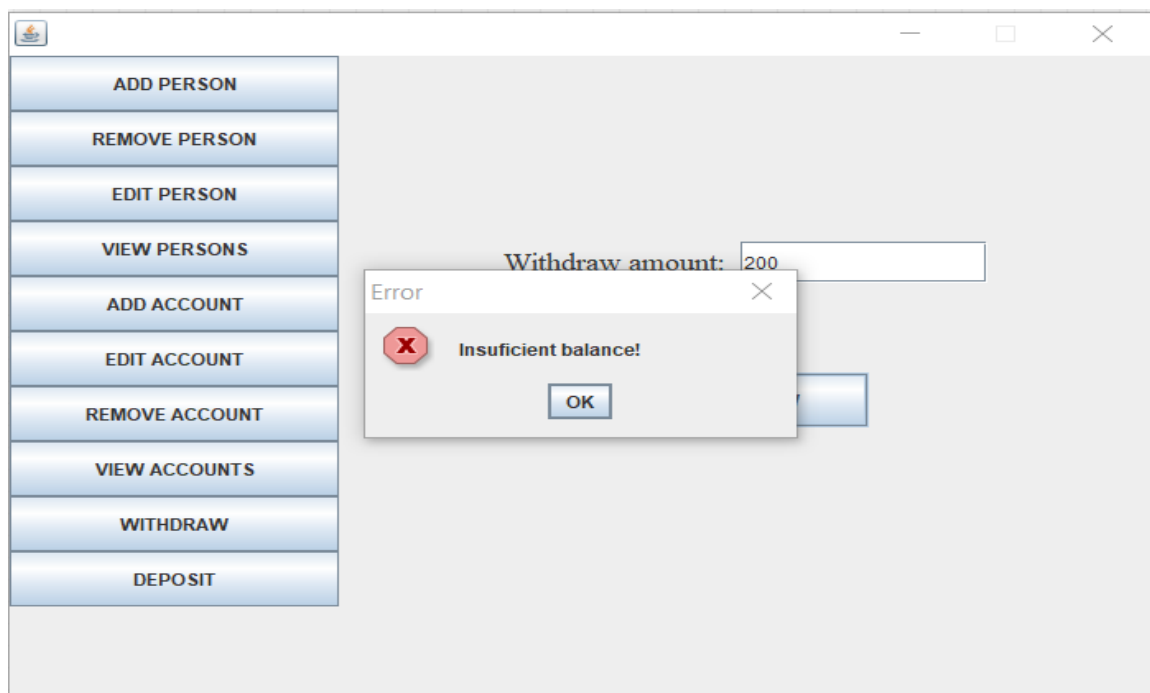 ADD PERSON
REMOVE PERSON
EDIT PERSON
VIEW PERSONS
ADD ACCOUNT
EDIT ACCOUNT
REMOVE ACCOUNT
VIEW ACCOUNTS
WITHDRAW
DEPOSIT
Withdraw amount: 200
Error
Insuficient balance!
OK